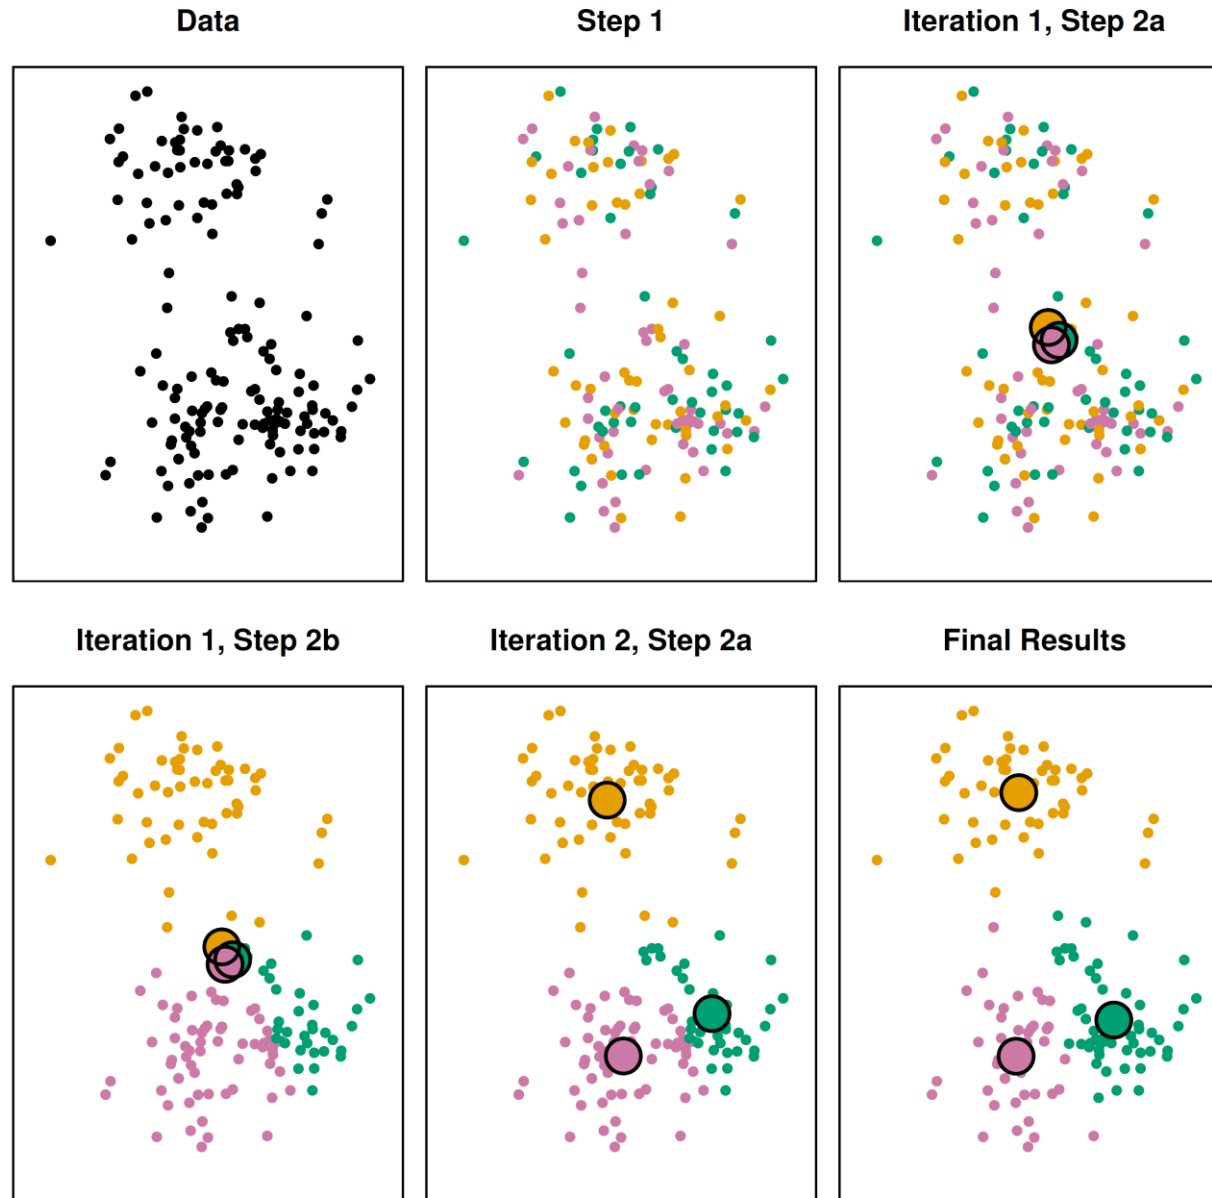 Data
Step 1
Iteration 1, Step 2a
Iteration 1, Step 2b
Iteration 2, Step 2a
Final Results